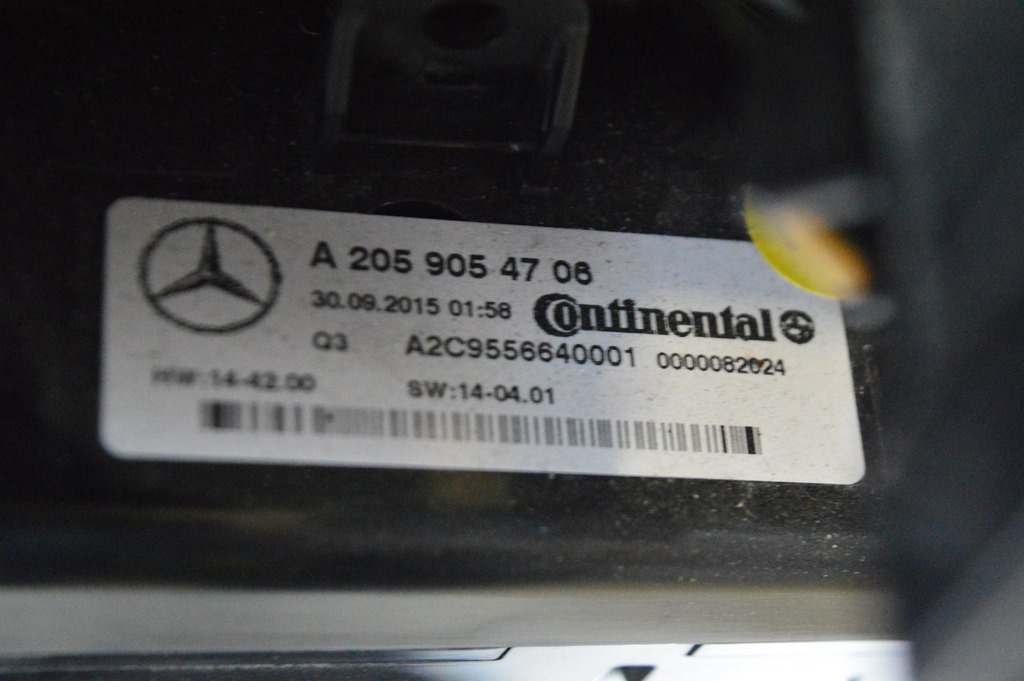 A 205 905 47 06
30.09.2015 01:58 Continental
Q3 A2C9556640001 0000082024
HW:14-42.00 SW:14-04.01